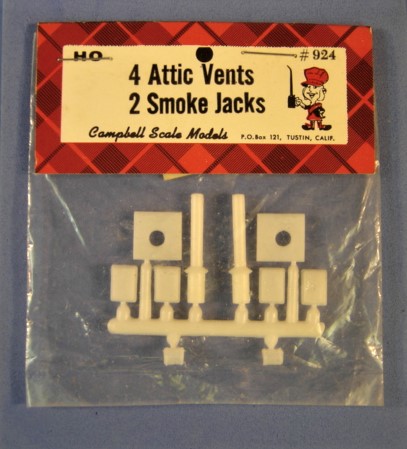 HO #924
4 Attic Vents
2 Smoke Jacks
Campbell Scale Models P.O.Box 121, TUSTIN, CALIF.